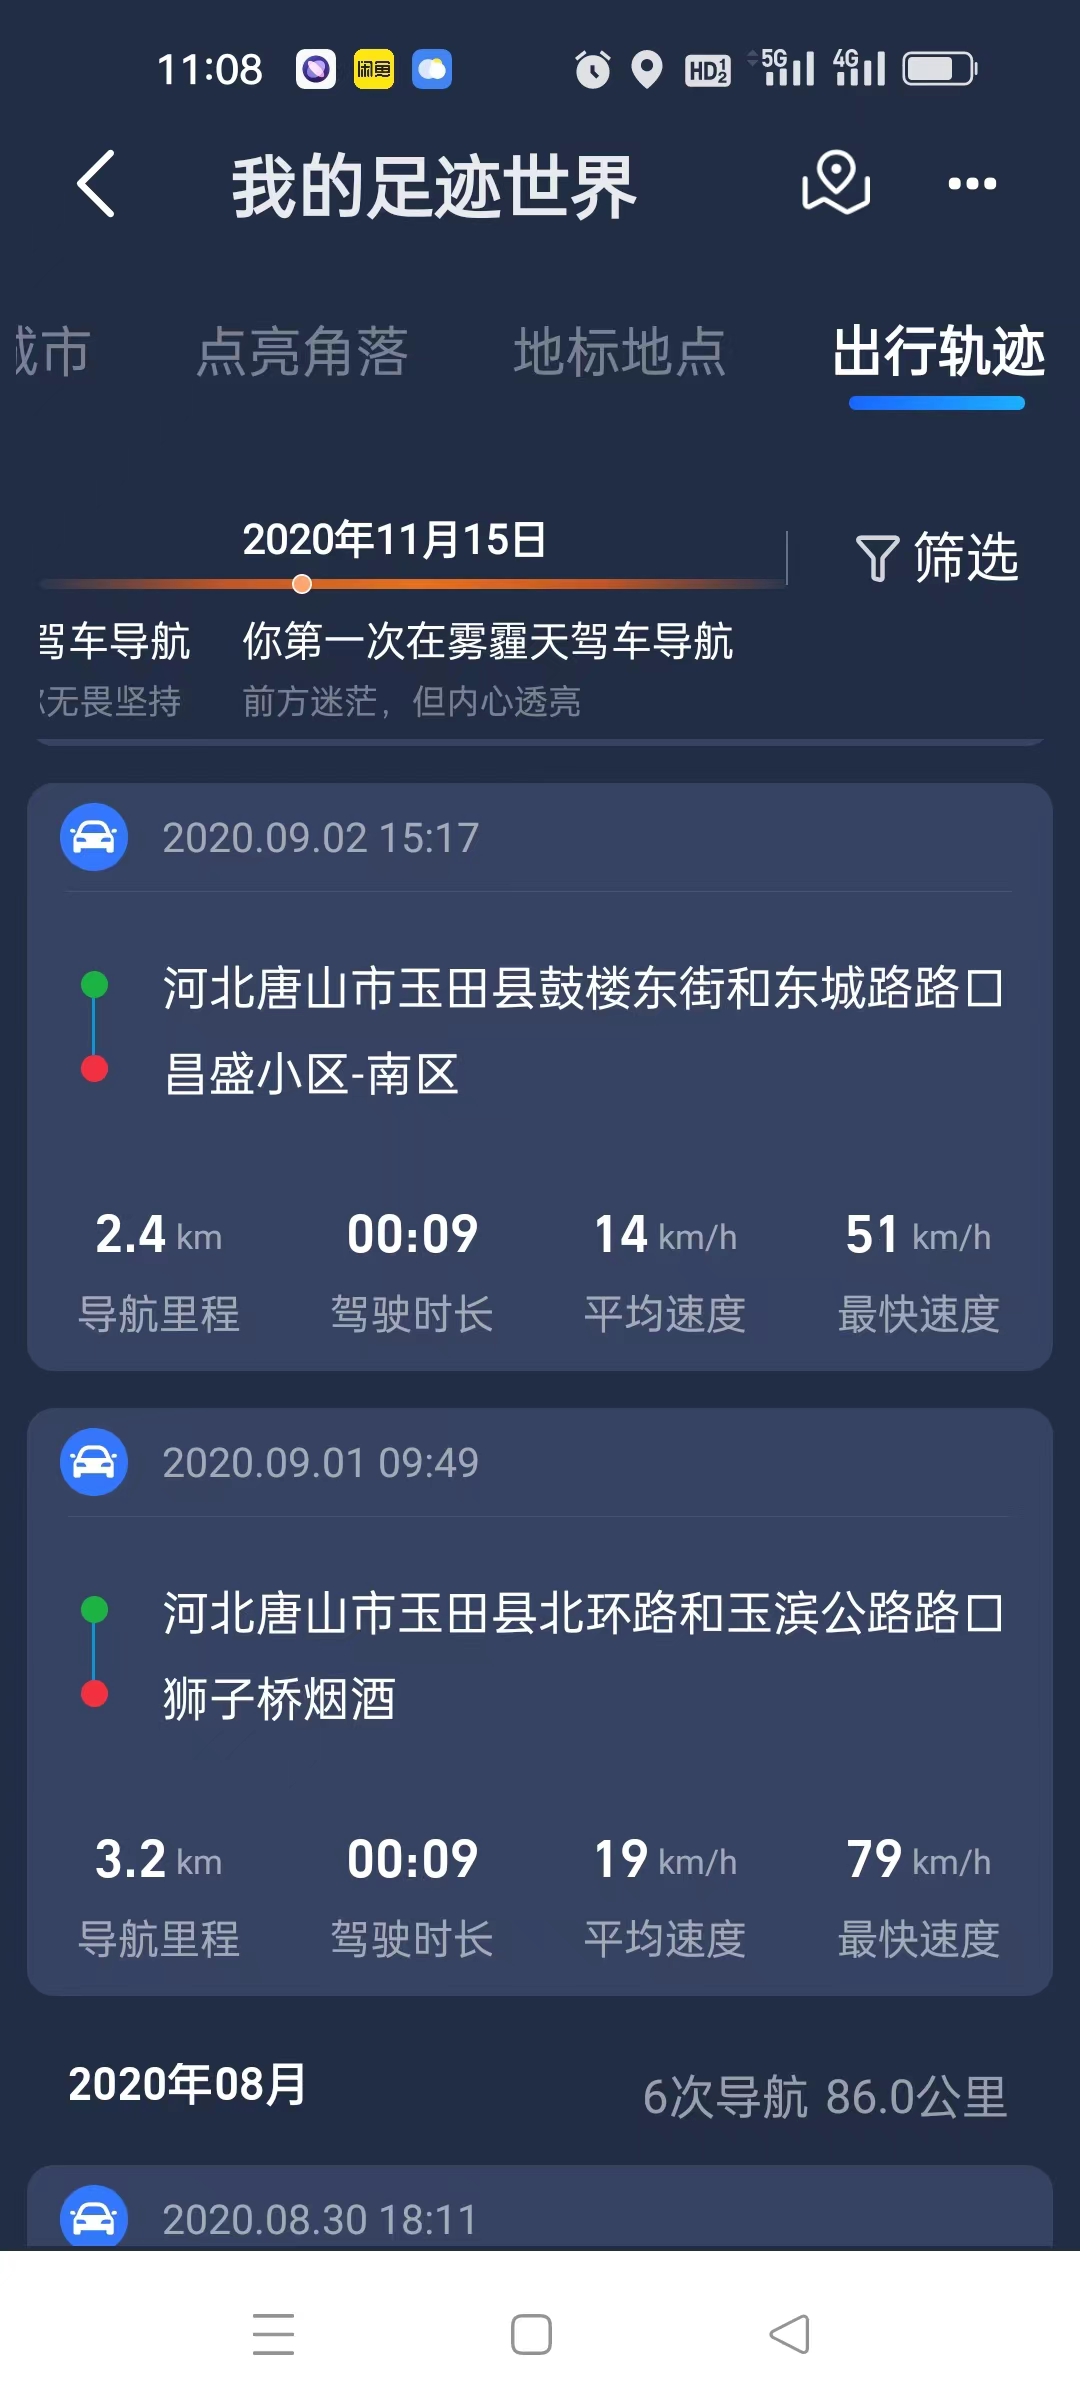 11:08 闲鱼 HD 1 2 5G 4G
我的足迹世界
城市 点亮角落 地标地点 出行轨迹
2020年11月15日
筛选
驾车导航 你第一次在雾霾天驾车导航
无畏坚持 前方迷茫，但内心透亮
2020.09.02 15:17
河北唐山市玉田县鼓楼东街和东城路路口
昌盛小区-南区
2.4 km 00:09 14 km/h 51 km/h
导航里程 驾驶时长 平均速度 最快速度
2020.09.01 09:49
河北唐山市玉田县北环路和玉滨公路路口
狮子桥烟酒
3.2 km 00:09 19 km/h 79 km/h
导航里程 驾驶时长 平均速度 最快速度
2020年08月 6次导航 86.0公里
2020.08.30 18:11